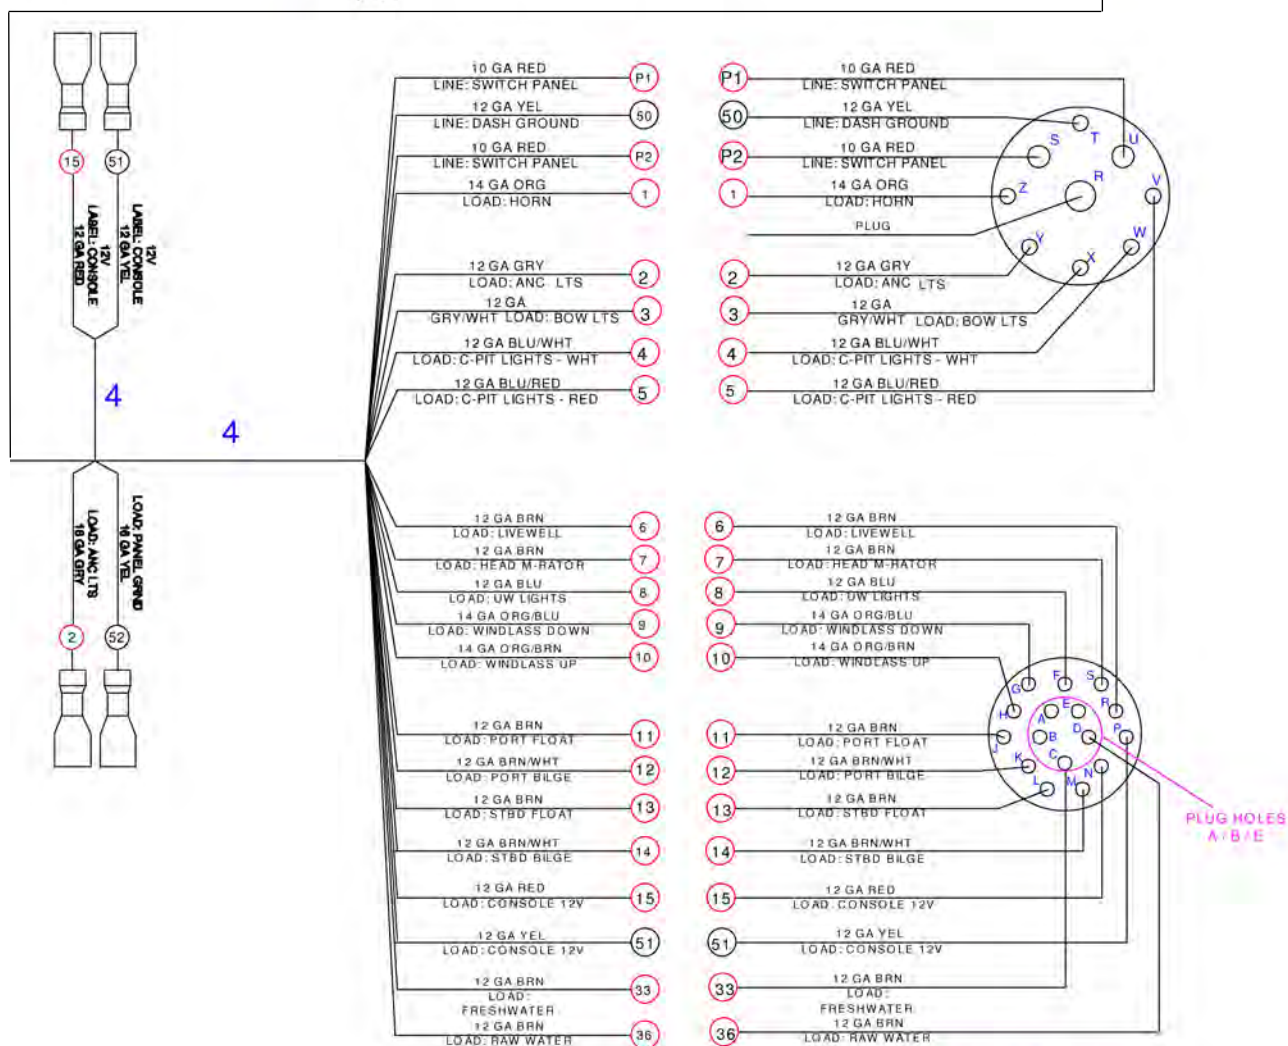 15
51
12V
LABEL: CONSOLE
12 GA YEL
12V
LABEL: CONSOLE
12 GA RED
4
4
LOAD: PANEL GRND
16 GA YEL
LOAD: ANC LTS
16 GA GRY
2
52
10 GA RED
LINE: SWITCH PANEL
P1
12 GA YEL
LINE: DASH GROUND
50
10 GA RED
LINE: SWITCH PANEL
P2
14 GA ORG
LOAD: HORN
1
12 GA GRY
LOAD: ANC LTS
2
12 GA
GRY/WHT LOAD: BOW LTS
3
12 GA BLU/WHT
LOAD: C-PIT LIGHTS - WHT
4
12 GA BLU/RED
LOAD: C-PIT LIGHTS - RED
5
P1
10 GA RED
LINE: SWITCH PANEL
50
12 GA YEL
LINE: DASH GROUND
P2
10 GA RED
LINE: SWITCH PANEL
1
14 GA ORG
LOAD: HORN
PLUG
2
12 GA GRY
LOAD: ANC LTS
3
12 GA
GRY/WHT LOAD: BOW LTS
4
12 GA BLU/WHT
LOAD: C-PIT LIGHTS - WHT
5
12 GA BLU/RED
LOAD: C-PIT LIGHTS - RED
S
T
U
Z
R
V
Y
X
W
12 GA BRN
LOAD: LIVEWELL
6
12 GA BRN
LOAD: HEAD M-RATOR
7
12 GA BLU
LOAD: UW LIGHTS
8
14 GA ORG/BLU
LOAD: WINDLASS DOWN
9
14 GA ORG/BRN
LOAD: WINDLASS UP
10
12 GA BRN
LOAD: PORT FLOAT
11
12 GA BRN/WHT
LOAD: PORT BILGE
12
12 GA BRN
LOAD: STBD FLOAT
13
12 GA BRN/WHT
LOAD: STBD BILGE
14
12 GA RED
LOAD: CONSOLE 12V
15
12 GA YEL
LOAD: CONSOLE 12V
51
12 GA BRN
LOAD:
FRESHWATER
33
12 GA BRN
LOAD: RAW WATER
36
6
12 GA BRN
LOAD: LIVEWELL
7
12 GA BRN
LOAD: HEAD M-RATOR
8
12 GA BLU
LOAD: UW LIGHTS
9
14 GA ORG/BLU
LOAD: WINDLASS DOWN
10
14 GA ORG/BRN
LOAD: WINDLASS UP
11
12 GA BRN
LOAD: PORT FLOAT
12
12 GA BRN/WHT
LOAD: PORT BILGE
13
12 GA BRN
LOAD: STBD FLOAT
14
12 GA BRN/WHT
LOAD: STBD BILGE
15
12 GA RED
LOAD: CONSOLE 12V
51
12 GA YEL
LOAD: CONSOLE 12V
33
12 GA BRN
LOAD:
FRESHWATER
36
12 GA BRN
LOAD: RAW WATER
G
F
S
H
A
E
R
J
B
D
P
K
C
N
L
M
PLUG HOLES
A / B / E